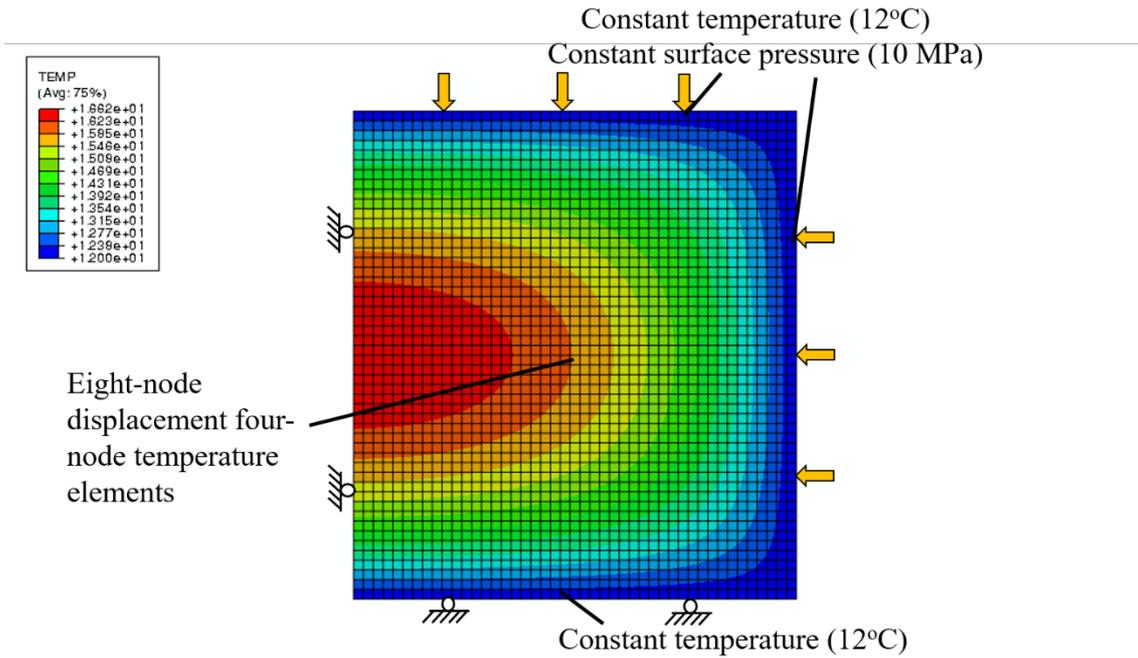 Constant temperature (12°C)
Constant surface pressure (10 MPa)
TEMP
(Avg: 75%)
+1.662e+01
+1.623e+01
+1.585e+01
+1.546e+01
+1.508e+01
+1.469e+01
+1.431e+01
+1.392e+01
+1.354e+01
+1.315e+01
+1.277e+01
+1.238e+01
+1.200e+01
Eight-node
displacement four-
node temperature
elements
Constant temperature (12°C)